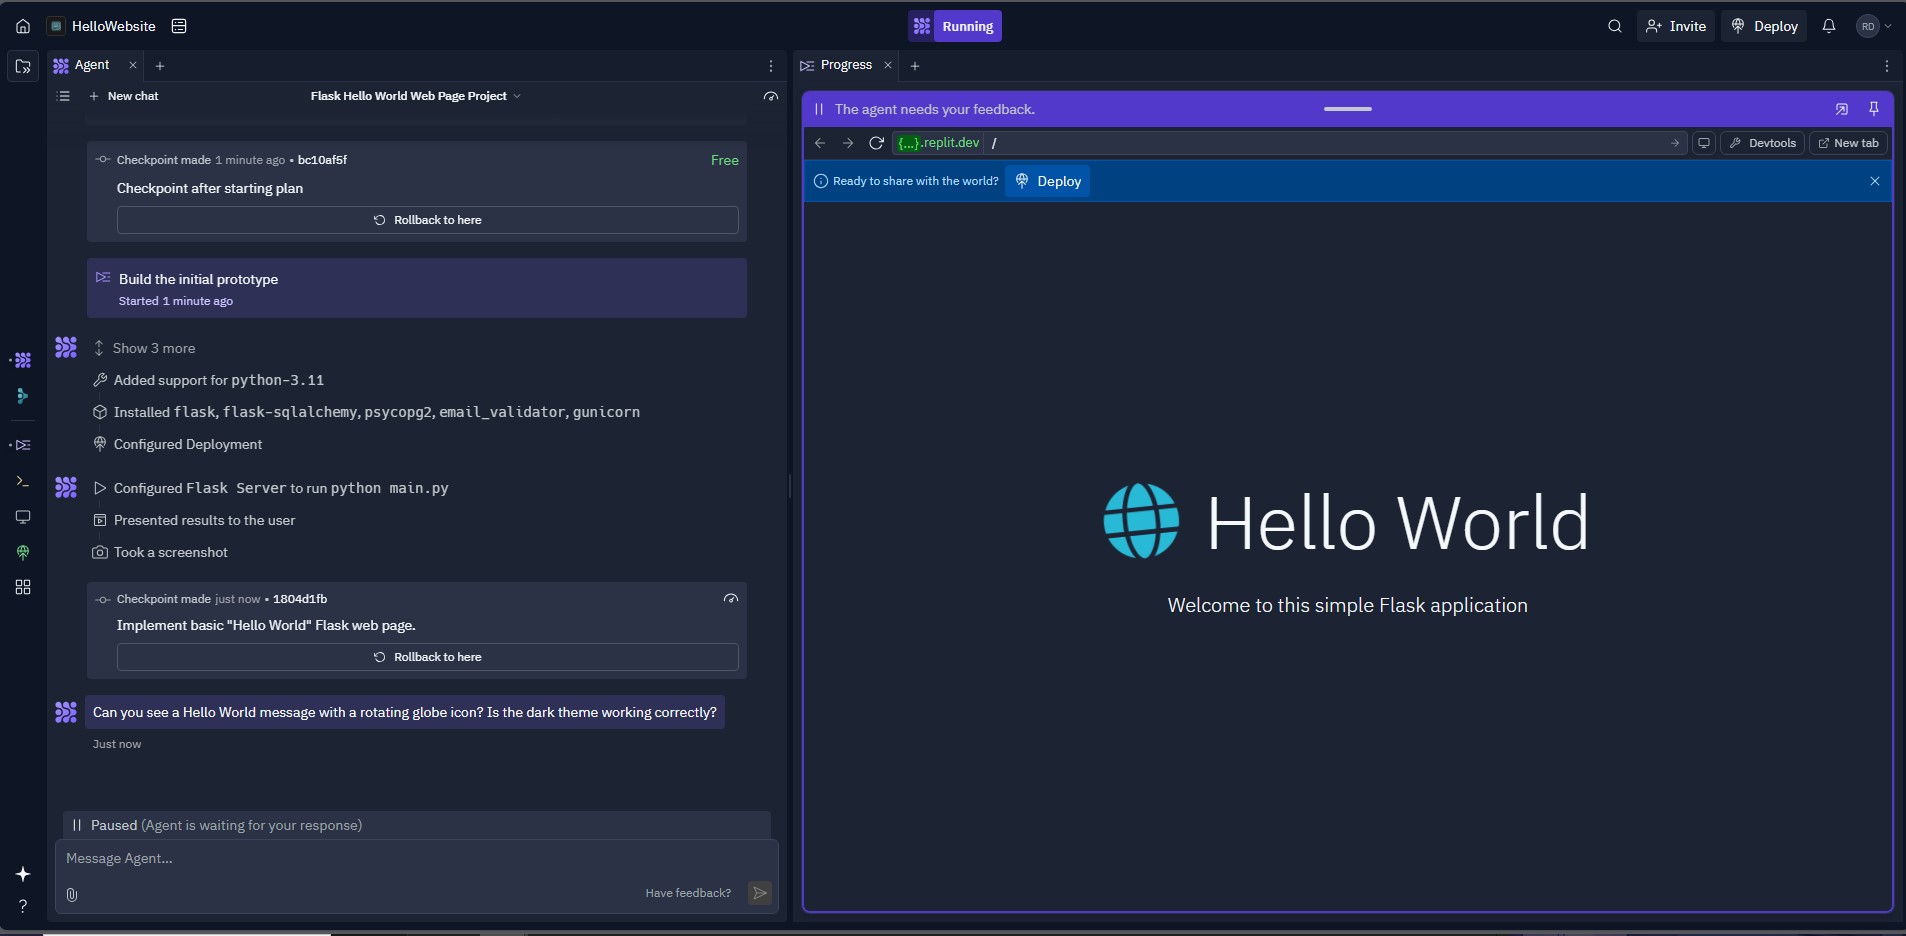 HelloWebsite
Running
Invite
Deploy
RD
Agent
Progress
New chat
Flask Hello World Web Page Project
Checkpoint made 1 minute ago • bc10af5f
Free
Checkpoint after starting plan
Rollback to here
Build the initial prototype
Started 1 minute ago
Show 3 more
Added support for python-3.11
Installed flask, flask-sqlalchemy, psycopg2, email_validator, gunicorn
Configured Deployment
Configured Flask Server to run python main.py
Presented results to the user
Took a screenshot
Checkpoint made just now • 1804d1fb
Implement basic "Hello World" Flask web page.
Rollback to here
Can you see a Hello World message with a rotating globe icon? Is the dark theme working correctly?
Just now
Paused (Agent is waiting for your response)
Message Agent...
Have feedback?
The agent needs your feedback.
{...}.replit.dev /
Devtools
New tab
Ready to share with the world?
Deploy
Hello World
Welcome to this simple Flask application